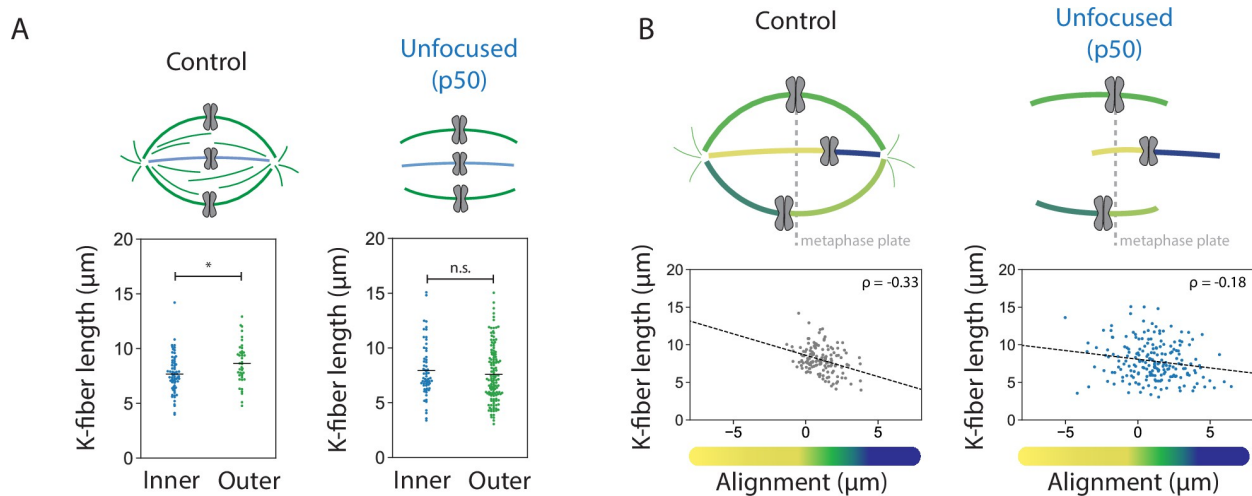 A
Control
Unfocused
(p50)
K-fiber length (μm)
20
15
10
5
0
*
Inner Outer
K-fiber length (μm)
20
15
10
5
0
n.s.
Inner Outer
B
Control
Unfocused
(p50)
metaphase plate
metaphase plate
K-fiber length (μm)
20
15
10
5
0
ρ = -0.33
−5 0 5
Alignment (μm)
K-fiber length (μm)
20
15
10
5
0
ρ = -0.18
−5 0 5
Alignment (μm)